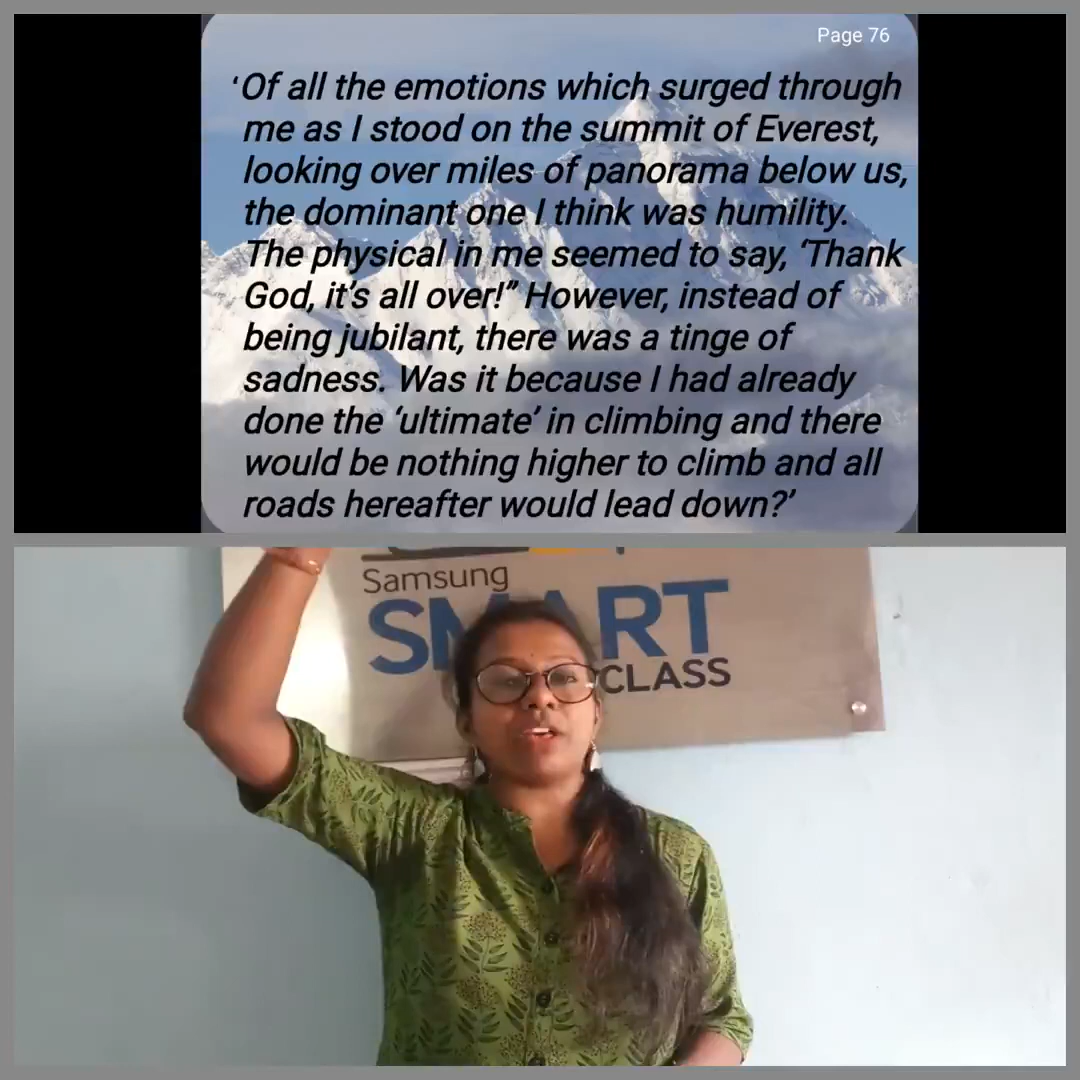 Page 76
‘Of all the emotions which surged through
me as I stood on the summit of Everest,
looking over miles of panorama below us,
the dominant one I think was humility.
The physical in me seemed to say, ‘Thank
God, it’s all over!” However, instead of
being jubilant, there was a tinge of
sadness. Was it because I had already
done the ‘ultimate’ in climbing and there
would be nothing higher to climb and all
roads hereafter would lead down?’
Samsung
SMART
CLASS